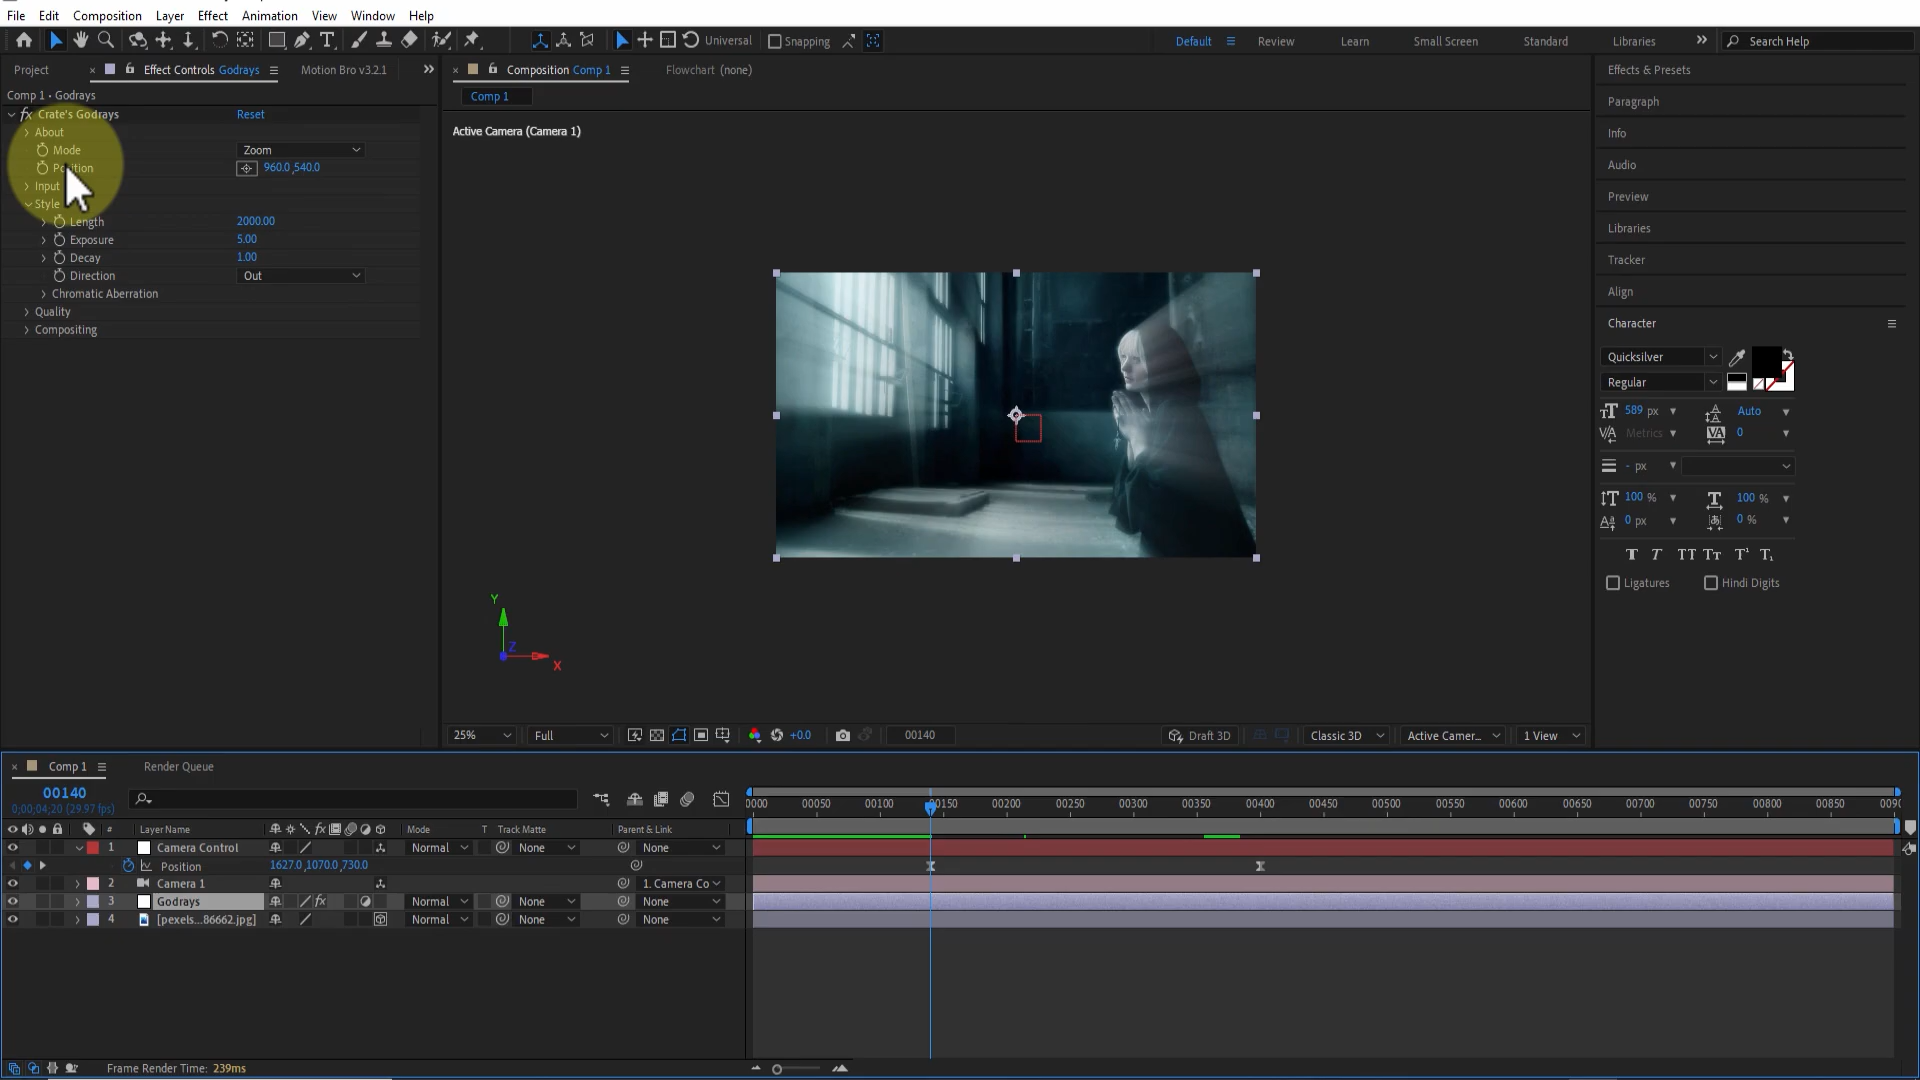 File Edit Composition Layer Effect Animation View Window Help
Universal Snapping Default Review Learn Small Screen Standard Libraries Search Help
Project Effect Controls Godrays Motion Bro v3.2.1 Composition Comp 1 Flowchart (none) Effects & Presets
Comp 1 • Godrays
Comp 1
Paragraph
fx Crate's Godrays Reset
About
Active Camera (Camera 1)
Info
Mode Zoom
Position 960.0 ,540.0
Audio
Input
Preview
Style
Length 2000.00
Libraries
Exposure 5.00
Decay 1.00
Tracker
Direction Out
Chromatic Aberration
Align
Quality
Compositing
Character
Quicksilver
Regular
589 px Auto
Metrics 0
- px
100 % 100 %
0 px 0 %
T T TT Tт T¹ T₁
Ligatures Hindi Digits
Y
Z
X
25% Full +0.0 00140 Draft 3D Classic 3D Active Camer... 1 View
Comp 1 Render Queue
00140
0;00;04;20 (29.97 fps)
0000 00050 00100 00150 00200 00250 00300 00350 00400 00450 00500 00550 00600 00650 00700 00750 00800 00850 0090
# Layer Name fx Mode T Track Matte Parent & Link
1 Camera Control Normal None None
Position 1627.0,1070.0,730.0
2 Camera 1 1. Camera Co
3 Godrays fx Normal None None
4 [pexels...86662.jpg] Normal None None
Frame Render Time: 239ms